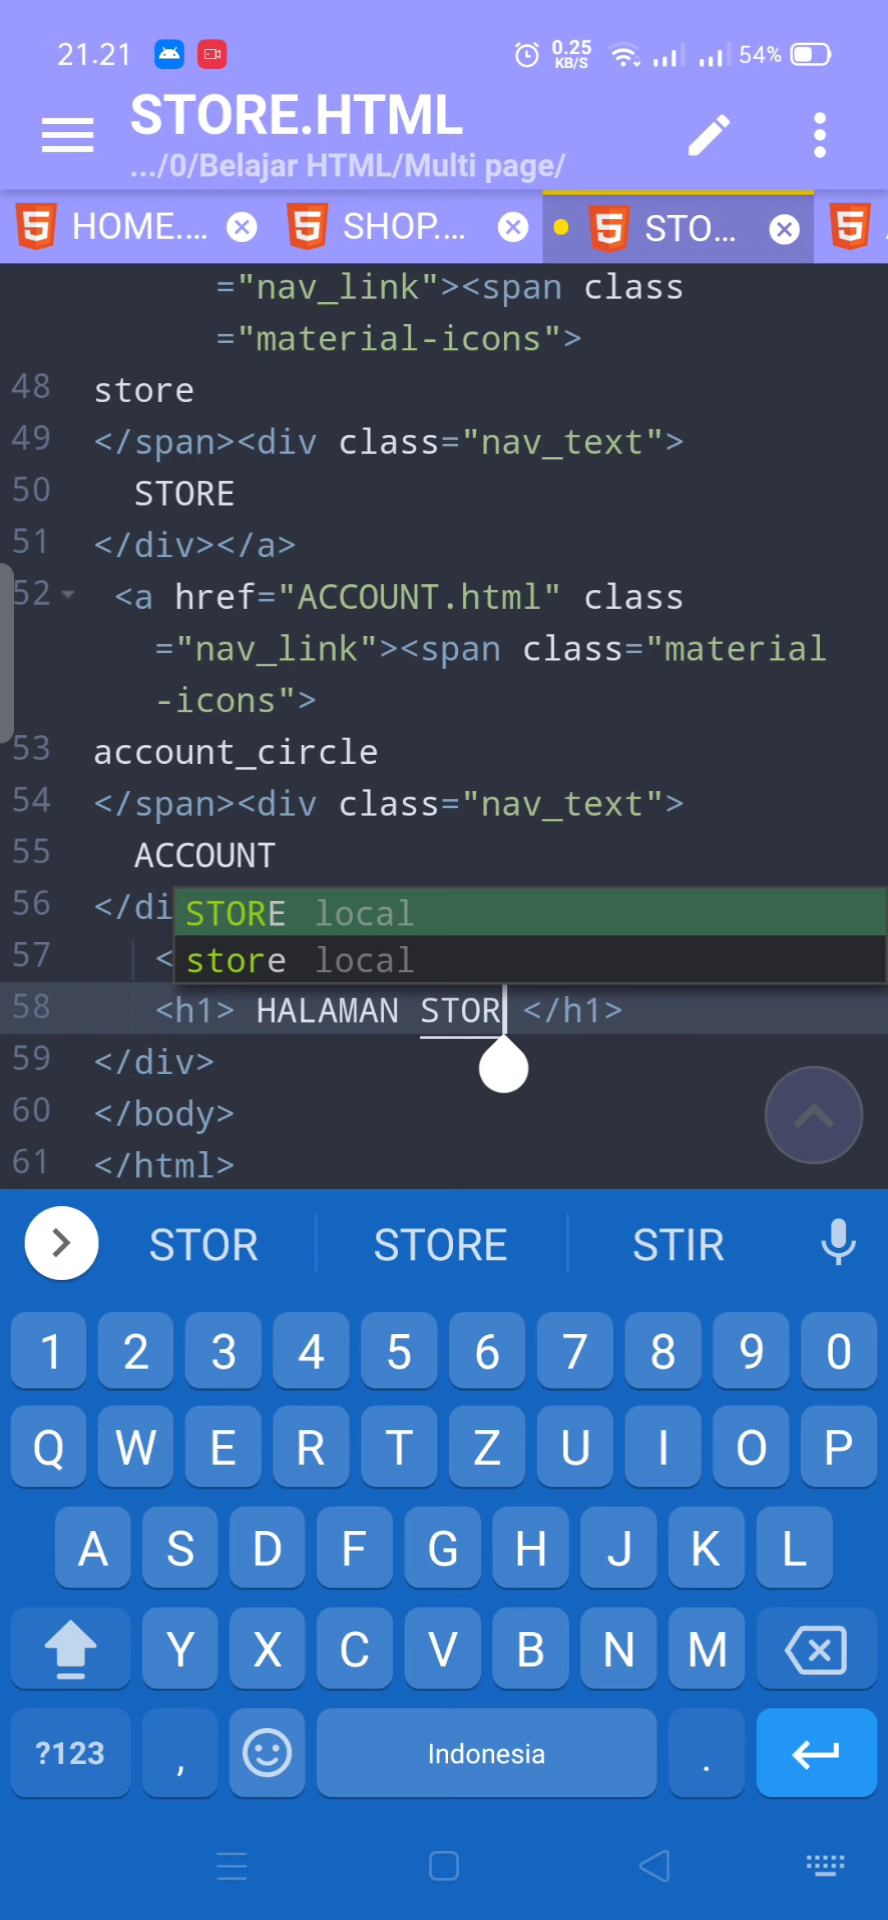 21.21 0.25 KB/S 54%
STORE.HTML
.../0/Belajar HTML/Multi page/
HOME.... SHOP.... STO...
="nav_link"><span class
="material-icons">
48 store
49 </span><div class="nav_text">
50 STORE
51 </div></a>
52 <a href="ACCOUNT.html" class
="nav_link"><span class="material
-icons">
53 account_circle
54 </span><div class="nav_text">
55 ACCOUNT
56 </di
STORE local
57 <
store local
58 <h1> HALAMAN STOR </h1>
59 </div>
60 </body>
61 </html>
STOR STORE STIR
1 2 3 4 5 6 7 8 9 0
Q W E R T Z U I O P
A S D F G H J K L
Y X C V B N M
?123 , Indonesia .